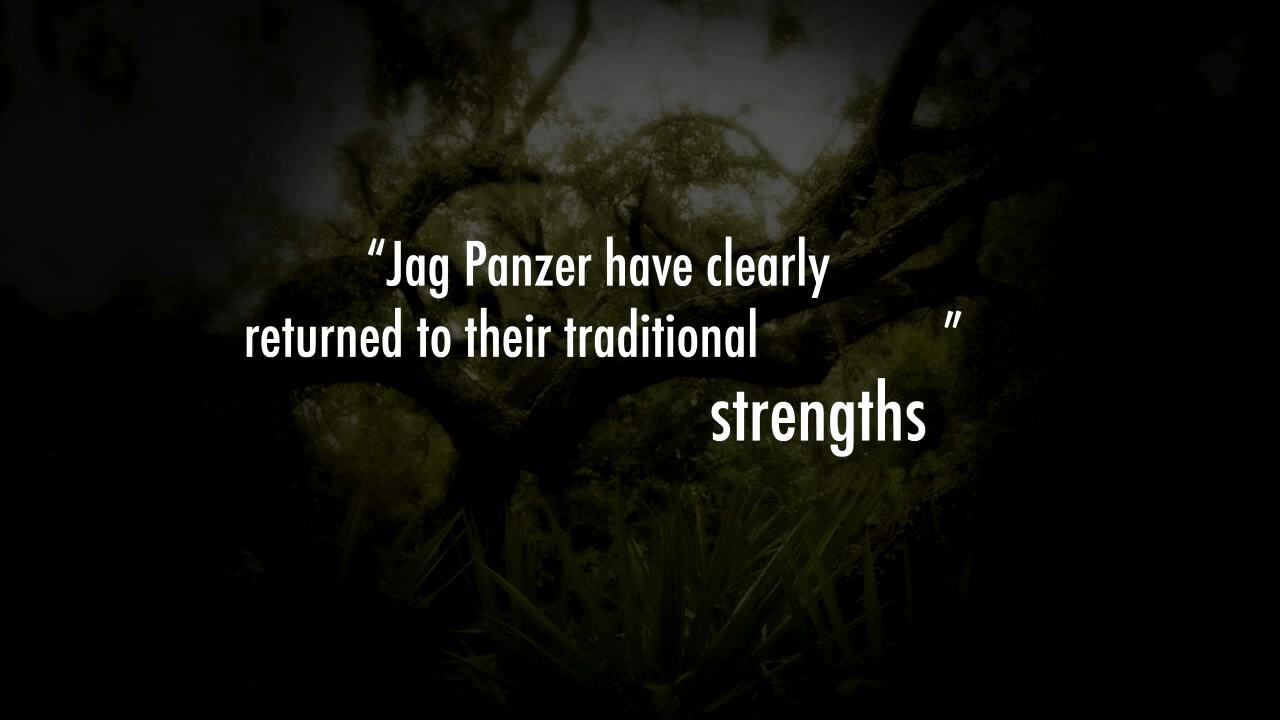 “Jag Panzer have clearly
returned to their traditional ”
strengths